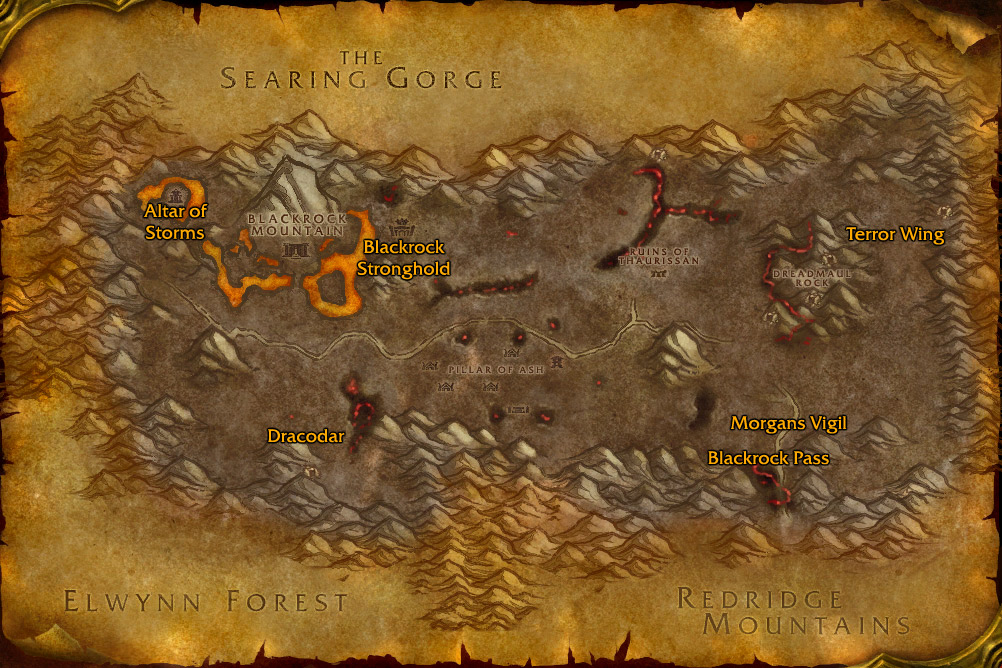 THE
SEARING GORGE
Altar of
Storms
BLACKROCK
MOUNTAIN
Blackrock
Stronghold
RUINS OF
THAURISSAN
Terror Wing
DREADMAUL
ROCK
PILLAR OF ASH
Dracodar
Morgans Vigil
Blackrock Pass
ELWYNN FOREST
REDRIDGE
MOUNTAINS